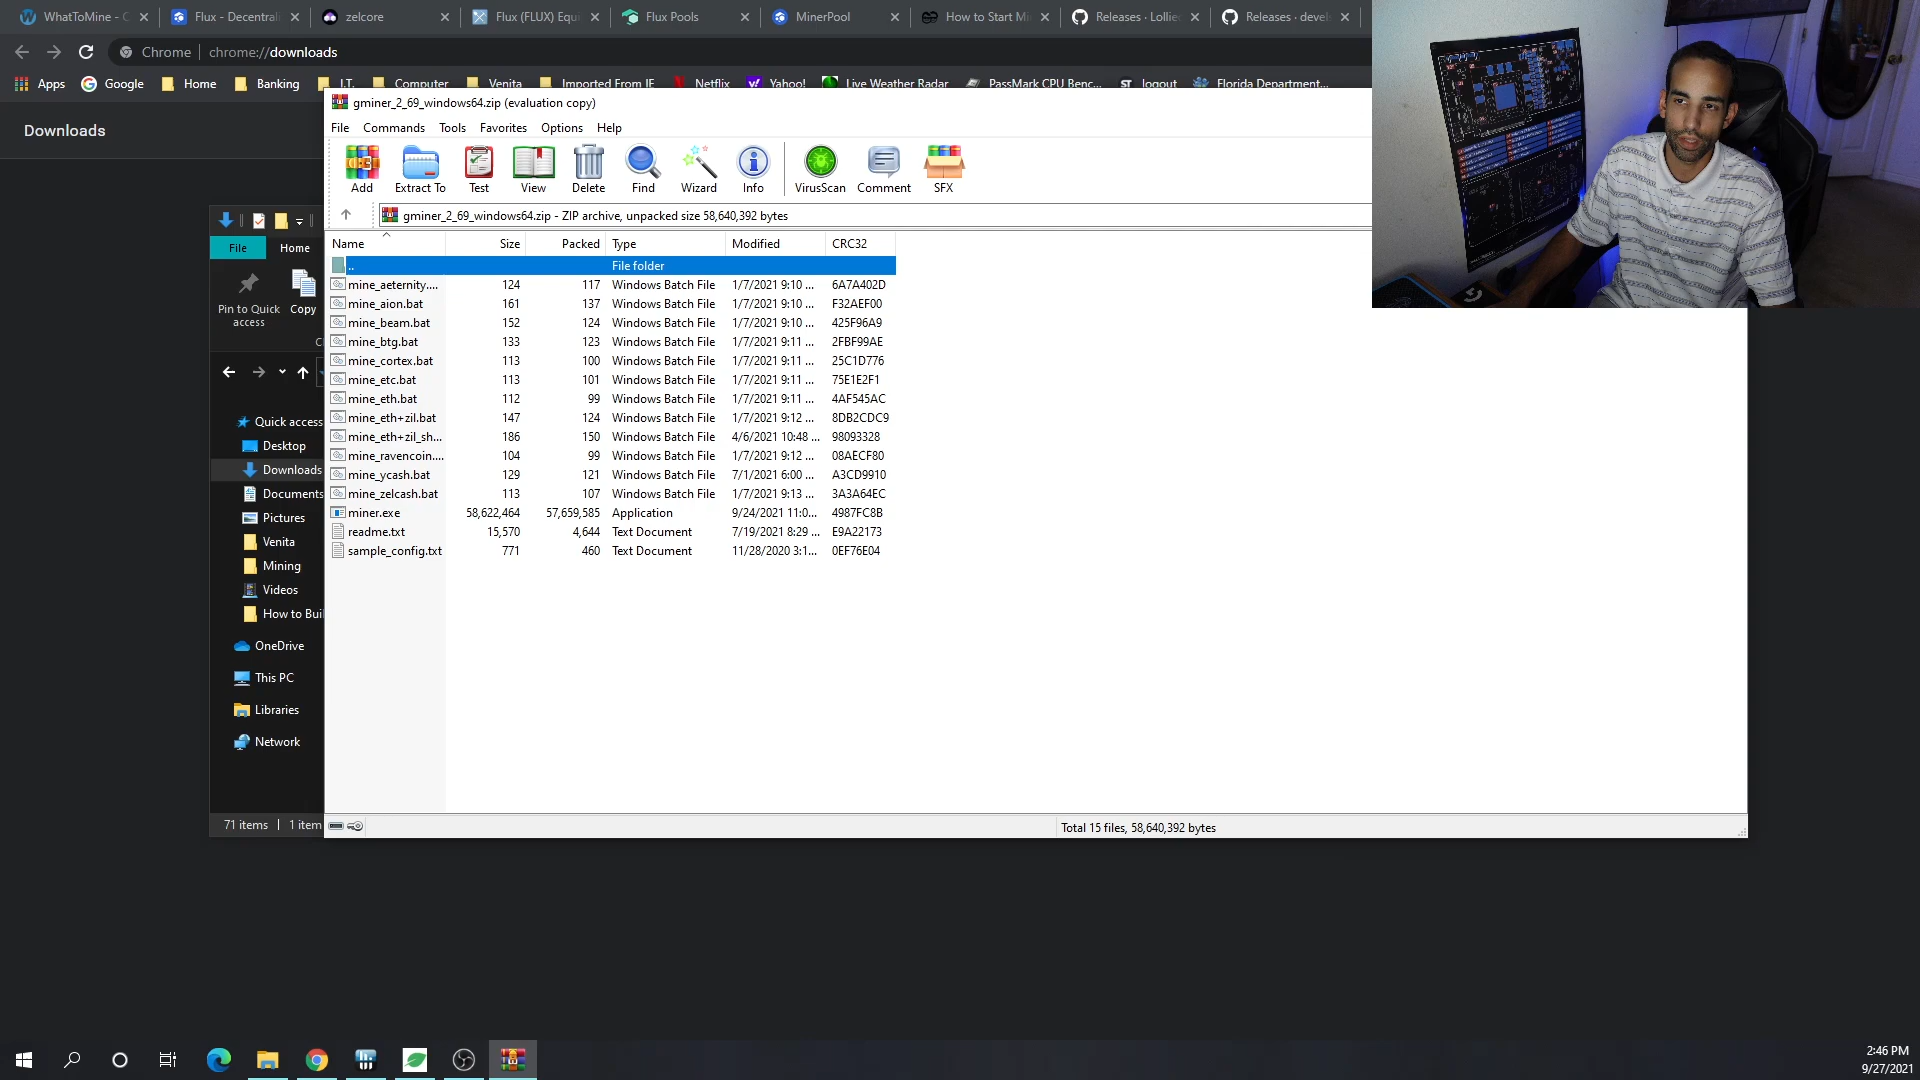 WhatToMine - C
Flux - Decentrali
zelcore
Flux (FLUX) Equi
Flux Pools
MinerPool
How to Start Mi
Releases · Lollie
Releases · devel
Chrome
chrome://downloads
Apps
Google
Home
Banking
I.T.
Computer
Venita
Imported From IE
Netflix
Yahoo!
Live Weather Radar
PassMark CPU Benc...
logout
Florida Department...
Downloads
gminer_2_69_windows64.zip (evaluation copy)
File Commands Tools Favorites Options Help
Add Extract To Test View Delete Find Wizard Info VirusScan Comment SFX
gminer_2_69_windows64.zip - ZIP archive, unpacked size 58,640,392 bytes
Name Size Packed Type Modified CRC32
.. File folder
mine_aeternity.... 124 117 Windows Batch File 1/7/2021 9:10 ... 6A7A402D
mine_aion.bat 161 137 Windows Batch File 1/7/2021 9:10 ... F32AEF00
mine_beam.bat 152 124 Windows Batch File 1/7/2021 9:10 ... 425F96A9
mine_btg.bat 133 123 Windows Batch File 1/7/2021 9:11 ... 2FBF99AE
mine_cortex.bat 113 100 Windows Batch File 1/7/2021 9:11 ... 25C1D776
mine_etc.bat 113 101 Windows Batch File 1/7/2021 9:11 ... 75E1E2F1
mine_eth.bat 112 99 Windows Batch File 1/7/2021 9:11 ... 4AF545AC
mine_eth+zil.bat 147 124 Windows Batch File 1/7/2021 9:12 ... 8DB2CDC9
mine_eth+zil_sh... 186 150 Windows Batch File 4/6/2021 10:48 ... 98093328
mine_ravencoin.... 104 99 Windows Batch File 1/7/2021 9:12 ... 08AECF80
mine_ycash.bat 129 121 Windows Batch File 7/1/2021 6:00 ... A3CD9910
mine_zelcash.bat 113 107 Windows Batch File 1/7/2021 9:13 ... 3A3A64EC
miner.exe 58,622,464 57,659,585 Application 9/24/2021 11:0... 4987FC8B
readme.txt 15,570 4,644 Text Document 7/19/2021 8:29 ... E9A22173
sample_config.txt 771 460 Text Document 11/28/2020 3:1... 0EF76E04
Total 15 files, 58,640,392 bytes
File
Home
Pin to Quick
access
Copy
Quick access
Desktop
Downloads
Documents
Pictures
Venita
Mining
Videos
How to Buil
OneDrive
This PC
Libraries
Network
71 items
1 item
2:46 PM
9/27/2021